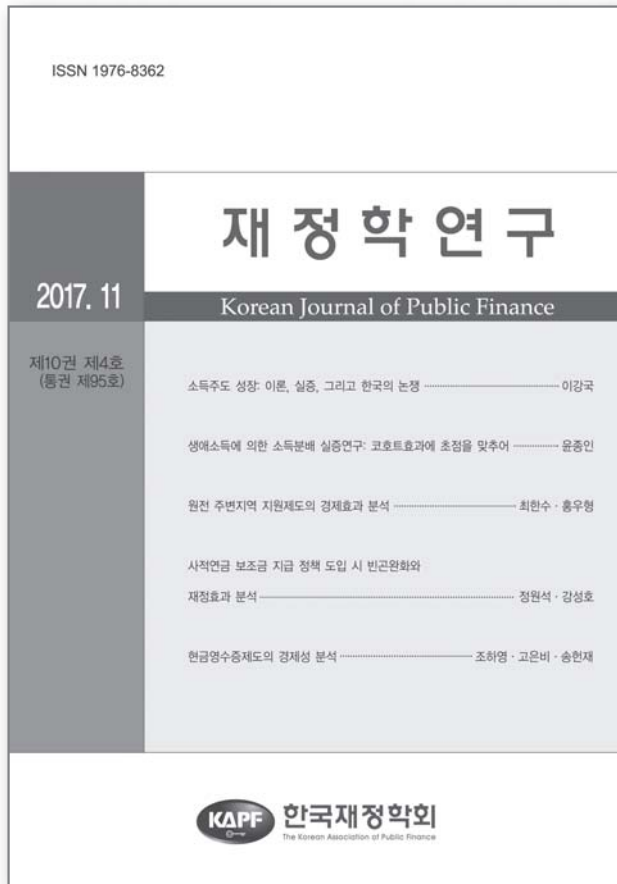 ISSN 1976-8362
재정학연구
2017. 11
Korean Journal of Public Finance
제10권 제4호
(통권 제95호)
소득주도 성장: 이론, 실증, 그리고 한국의 논쟁 이강국
생애소득에 의한 소득분배 실증연구: 코호트효과에 초점을 맞추어 윤종인
원전 주변지역 지원제도의 경제효과 분석 최한수 · 홍우형
사적연금 보조금 지급 정책 도입 시 빈곤완화와
재정효과 분석 정원석 · 강성호
현금영수증제도의 경제성 분석 조하영 · 고은비 · 송헌재
KAPF 한국재정학회
The Korean Association of Public Finance